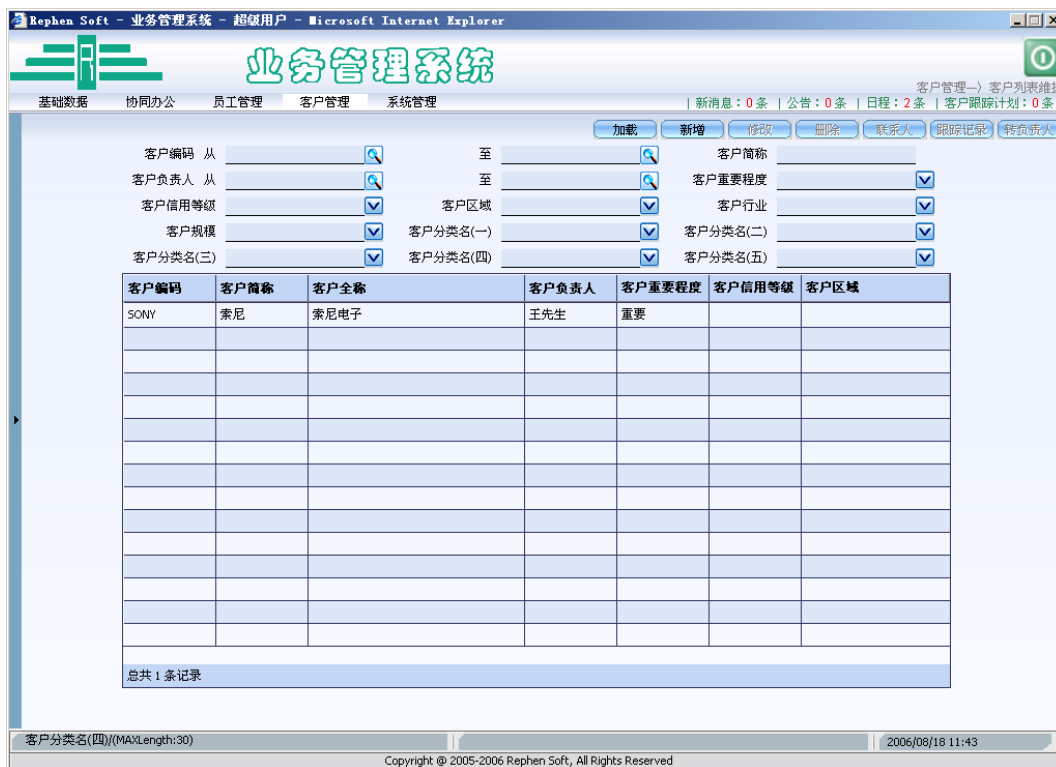 Rephen Soft - 业务管理系统 - 超级用户 - Microsoft Internet Explorer
业务管理系统
客户管理—〉客户列表维护
基础数据 协同办公 员工管理 客户管理 系统管理 | 新消息：0条 | 公告：0条 | 日程：2条 | 客户跟踪计划：0条
加载 新增 修改 删除 联系人 跟踪记录 转负责人
客户编码 从 至 客户简称
客户负责人 从 至 客户重要程度
客户信用等级 客户区域 客户行业
客户规模 客户分类名(一) 客户分类名(二)
客户分类名(三) 客户分类名(四) 客户分类名(五)
客户编码 客户简称 客户全称 客户负责人 客户重要程度 客户信用等级 客户区域
SONY 索尼 索尼电子 王先生 重要
总共 1 条记录
客户分类名(四)/(MAXLength:30) 2006/08/18 11:43
Copyright @ 2005-2006 Rephen Soft, All Rights Reserved